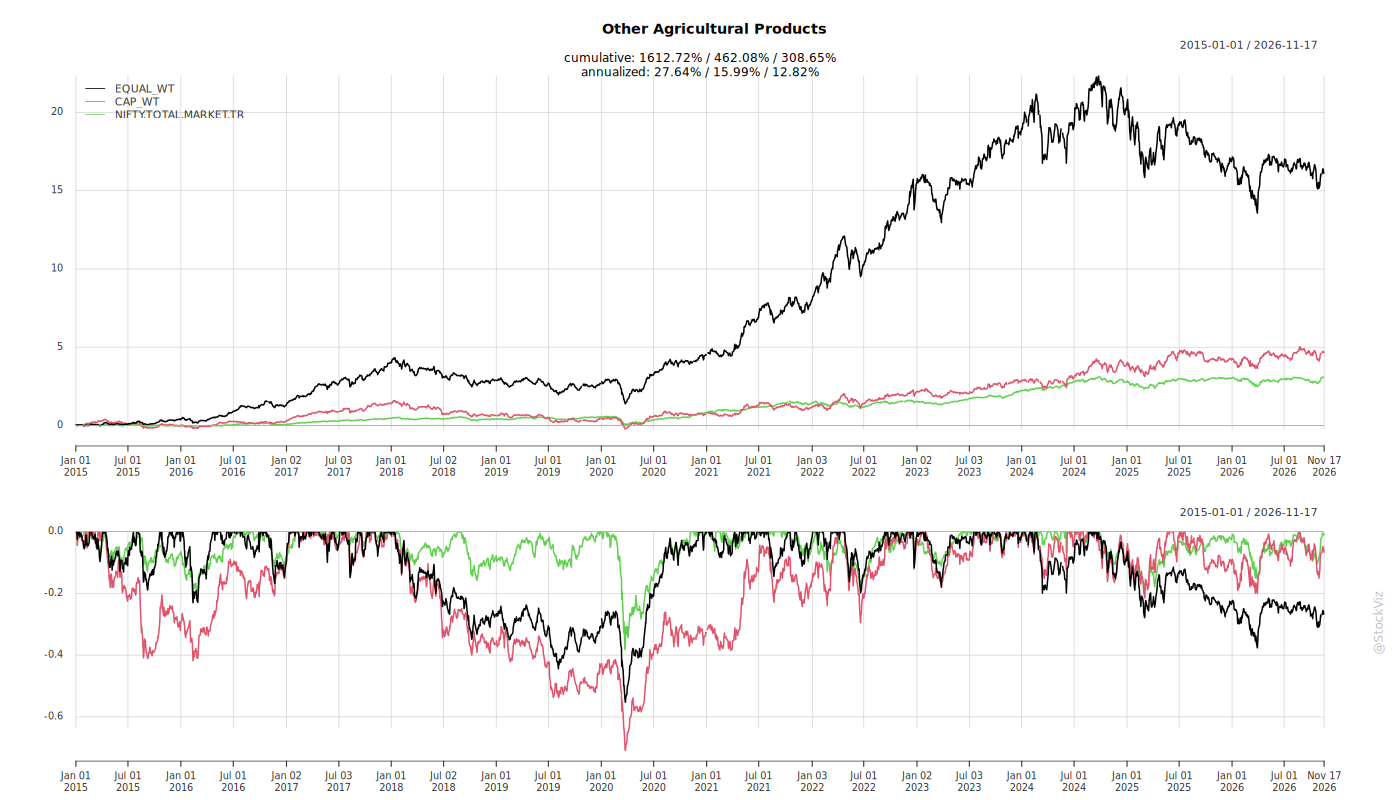 Other Agricultural Products
2015-01-01 / 2026-11-17
cumulative: 1612.72% / 462.08% / 308.65%
annualized: 27.64% / 15.99% / 12.82%
EQUAL_WT
CAP_WT
NIFTY.TOTAL.MARKET.TR
20
15
10
5
0
Jan 01 Jul 01 Jan 01 Jul 01 Jan 02 Jul 03 Jan 01 Jul 02 Jan 01 Jul 01 Jan 01 Jul 01 Jan 01 Jul 01 Jan 03 Jul 01 Jan 02 Jul 03 Jan 01 Jul 01 Jan 01 Jul 01 Jan 01 Jul 01 Nov 17
2015 2015 2016 2016 2017 2017 2018 2018 2019 2019 2020 2020 2021 2021 2022 2022 2023 2023 2024 2024 2025 2025 2026 2026 2026
2015-01-01 / 2026-11-17
0.0
-0.2
-0.4
-0.6
Jan 01 Jul 01 Jan 01 Jul 01 Jan 02 Jul 03 Jan 01 Jul 02 Jan 01 Jul 01 Jan 01 Jul 01 Jan 01 Jul 01 Jan 03 Jul 01 Jan 02 Jul 03 Jan 01 Jul 01 Jan 01 Jul 01 Jan 01 Jul 01 Nov 17
2015 2015 2016 2016 2017 2017 2018 2018 2019 2019 2020 2020 2021 2021 2022 2022 2023 2023 2024 2024 2025 2025 2026 2026 2026
@StockViz